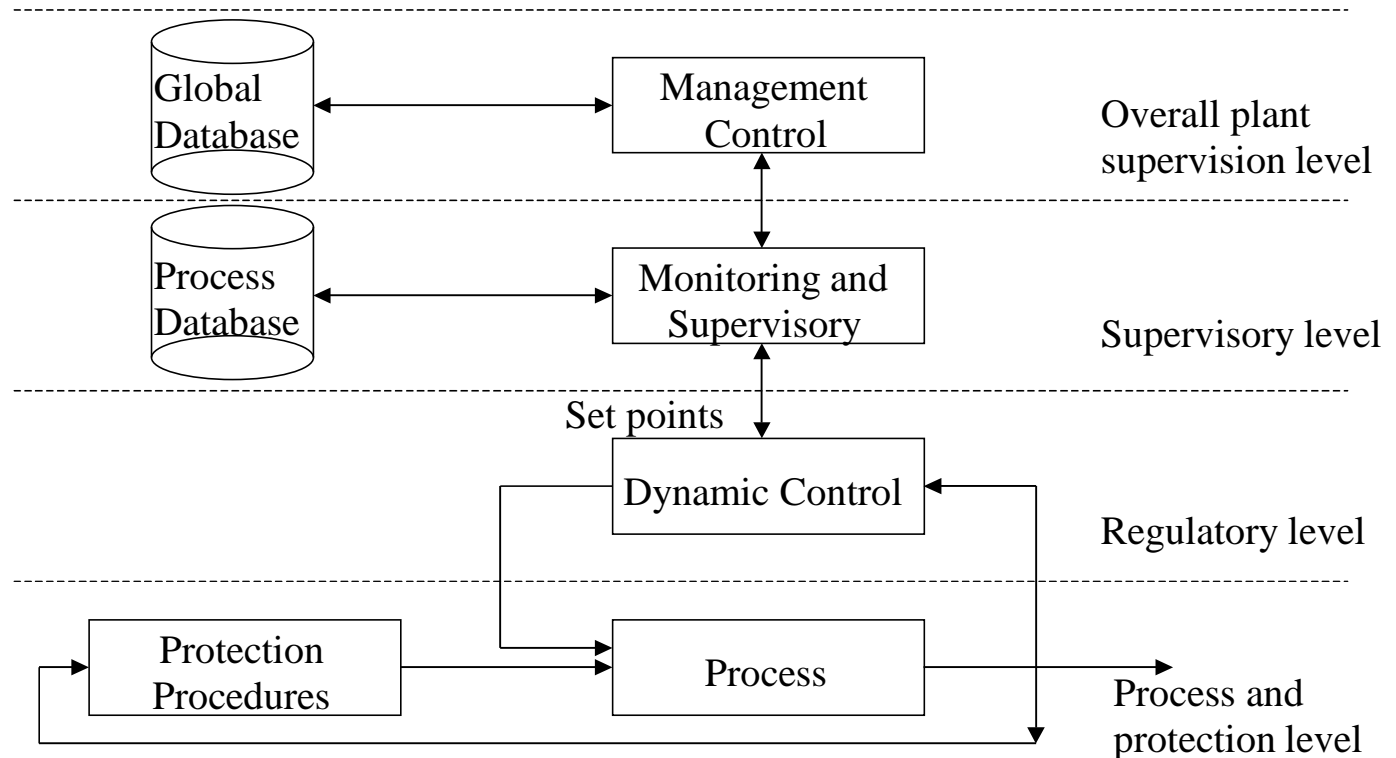 Global
Database
Management
Control
Overall plant
supervision level
Process
Database
Monitoring and
Supervisory
Supervisory level
Set points
Dynamic Control
Regulatory level
Protection
Procedures
Process
Process and
protection level